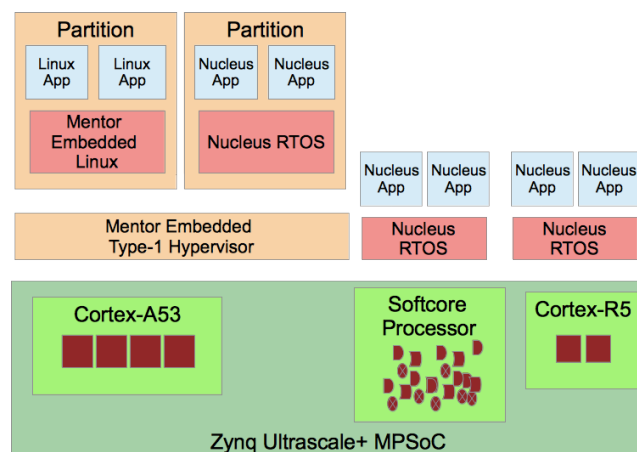 Partition
Linux
App
Linux
App
Mentor
Embedded
Linux
Partition
Nucleus
App
Nucleus
App
Nucleus RTOS
Nucleus
App
Nucleus
App
Nucleus
RTOS
Nucleus
App
Nucleus
App
Nucleus
RTOS
Mentor Embedded
Type-1 Hypervisor
Cortex-A53
Softcore
Processor
Cortex-R5
Zynq Ultrascale+ MPSoC